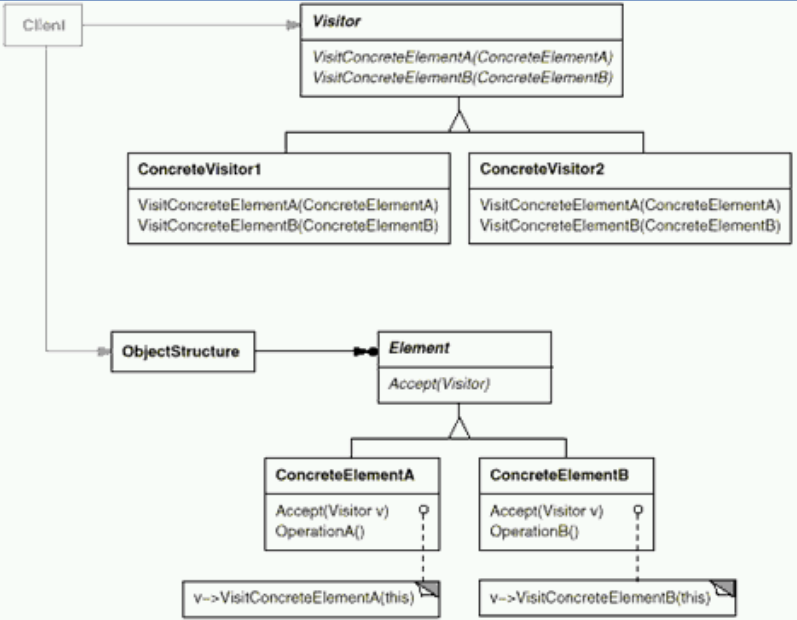 Client
Visitor
VisitConcreteElementA(ConcreteElementA)
VisitConcreteElementB(ConcreteElementB)
ConcreteVisitor1
VisitConcreteElementA(ConcreteElementA)
VisitConcreteElementB(ConcreteElementB)
ConcreteVisitor2
VisitConcreteElementA(ConcreteElementA)
VisitConcreteElementB(ConcreteElementB)
ObjectStructure
Element
Accept(Visitor)
ConcreteElementA
Accept(Visitor v)
OperationA()
ConcreteElementB
Accept(Visitor v)
OperationB()
v->VisitConcreteElementA(this)
v->VisitConcreteElementB(this)